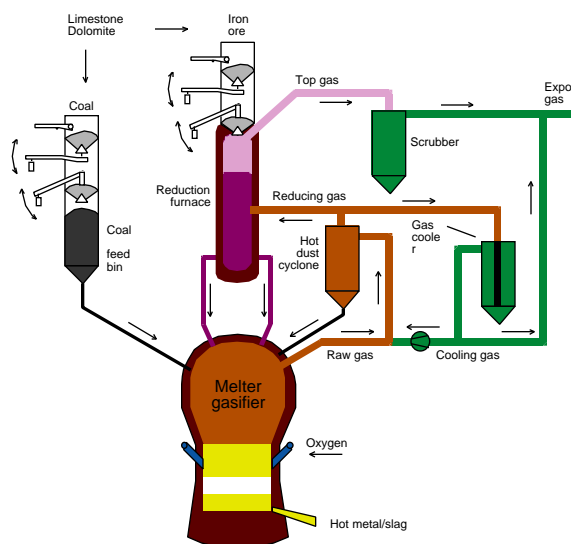 Limestone
Dolomite
Iron
ore
Coal
Top gas
Expo
gas
Scrubber
Reduction
furnace
Reducing gas
Coal
feed
bin
Hot
dust
cyclone
Gas
coole
r
Raw gas
Cooling gas
Melter
gasifier
Oxygen
Hot metal/slag